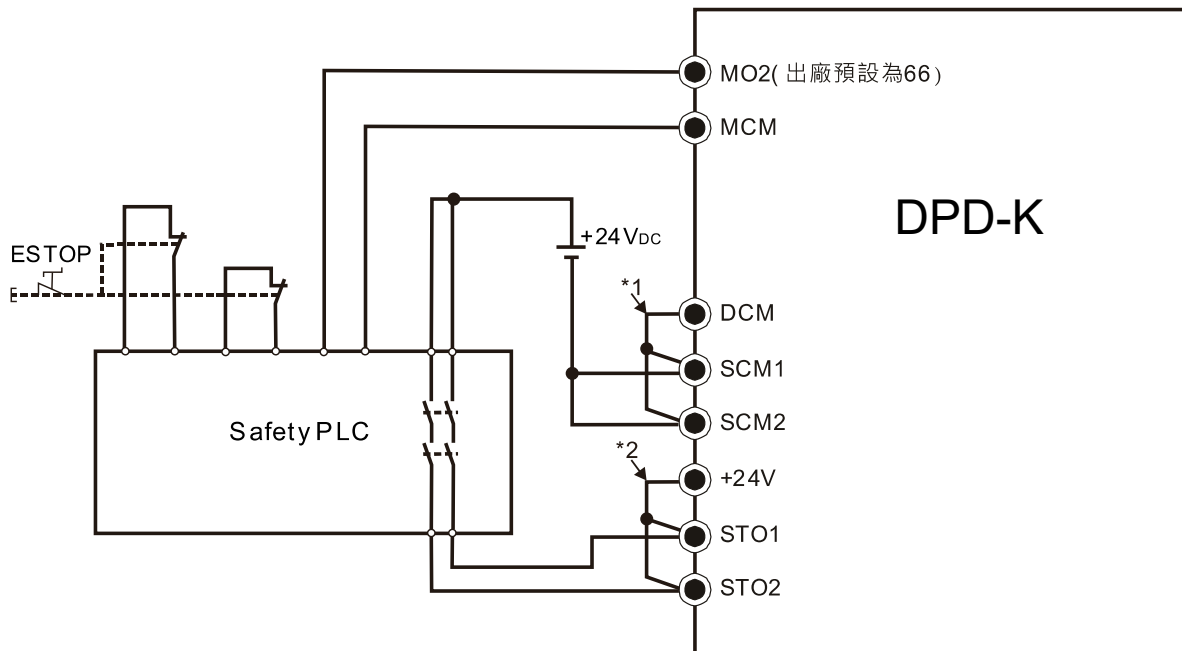 MO2( 出廠預設為66)
MCM
DPD-K
ESTOP
+24VDC
*1
DCM
SCM1
SCM2
Safety PLC
*2
+24V
STO1
STO2